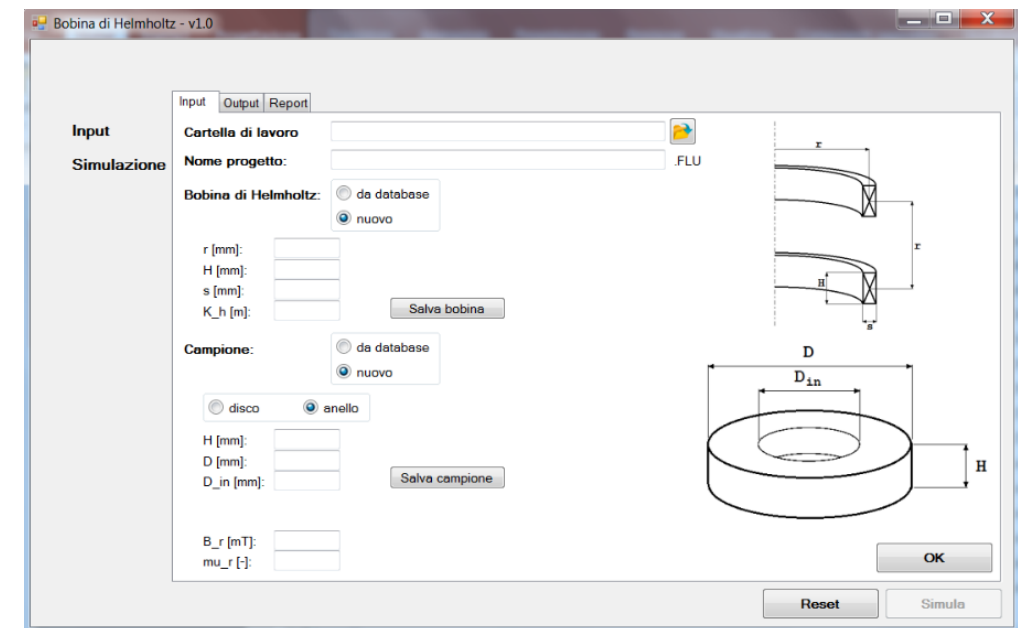 Bobina di Helmholtz - v1.0
Input Output Report
Input
Simulazione
Cartella di lavoro
Nome progetto: .FLU
Bobina di Helmholtz: da database
nuovo
r [mm]:
H [mm]:
s [mm]:
K_h [m]: Salva bobina
Campione: da database
nuovo
disco anello
H [mm]:
D [mm]:
D_in [mm]: Salva campione
B_r [mT]:
mu_r [-]:
r
r
H
s
D
D_in
H
OK
Reset Simula